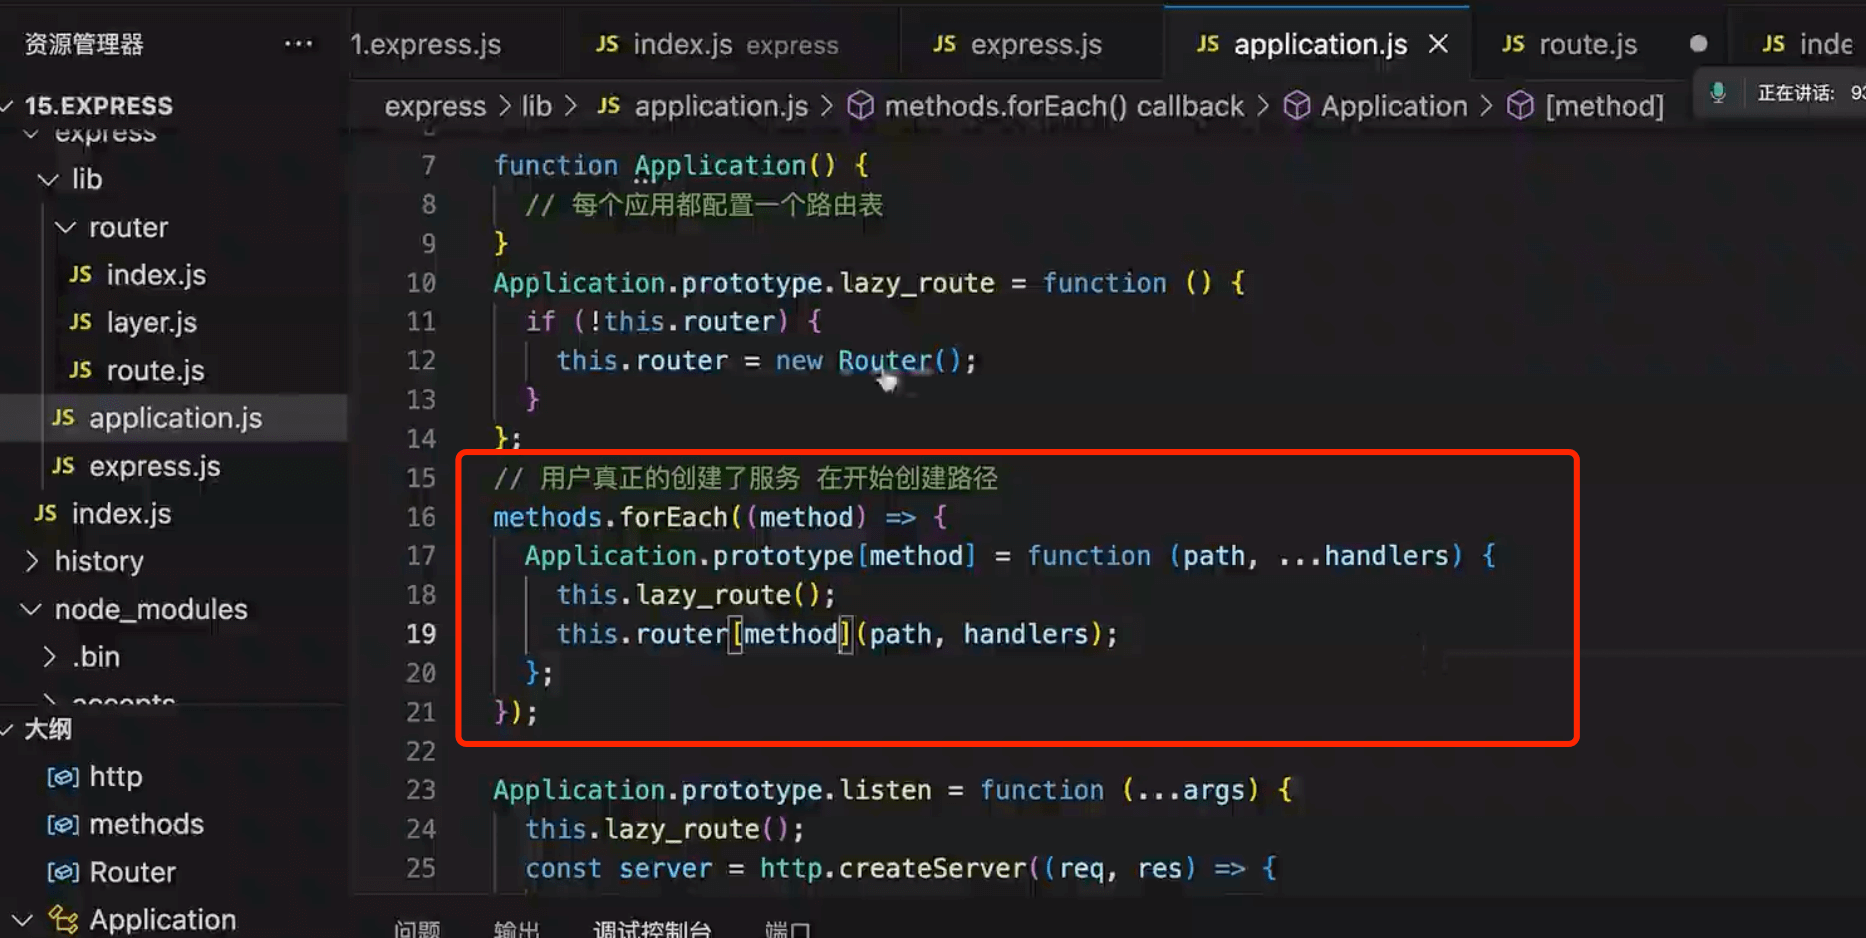 资源管理器
···
1.express.js
JS index.js express
JS express.js
JS application.js
JS route.js
JS inde
15.EXPRESS
express > lib > JS application.js > methods.forEach() callback > Application > [method]
正在讲话: 93
express
lib
router
JS index.js
JS layer.js
JS route.js
JS application.js
JS express.js
JS index.js
history
node_modules
.bin
accepts
大纲
http
methods
Router
Application
7 function Application() {
8 // 每个应用都配置一个路由表
9 }
10 Application.prototype.lazy_route = function () {
11 if (!this.router) {
12 this.router = new Router();
13 }
14 };
15 // 用户真正的创建了服务 在开始创建路径
16 methods.forEach((method) => {
17 Application.prototype[method] = function (path, ...handlers) {
18 this.lazy_route();
19 this.router[method](path, handlers);
20 };
21 });
22
23 Application.prototype.listen = function (...args) {
24 this.lazy_route();
25 const server = http.createServer((req, res) => {
问题 输出 调试控制台 端口